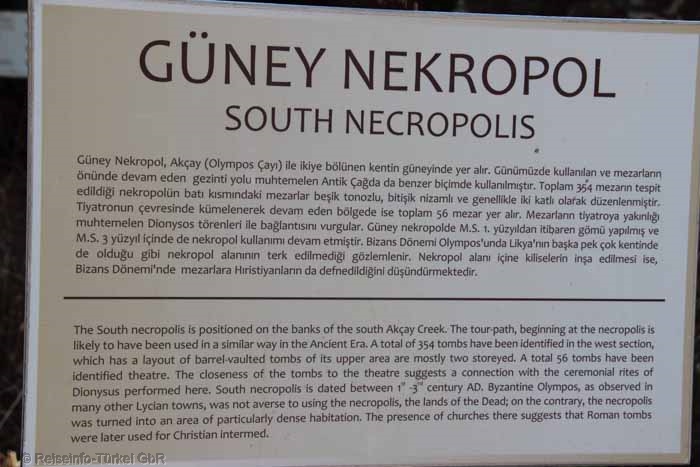 GÜNEY NEKROPOL
SOUTH NECROPOLIS
Güney Nekropol, Akçay (Olympos Çayı) ile ikiye bölünen kentin güneyinde yer alır. Günümüzde kullanılan ve mezarların
önünde devam eden gezinti yolu muhtemelen Antik Çağda da benzer biçimde kullanılmıştır. Toplam 354 mezarın tespit
edildiği nekropolün batı kısmındaki mezarlar beşik tonozlu, bitişik nizamlı ve genellikle iki katlı olarak düzenlenmiştir.
Tiyatronun çevresinde kümelenerek devam eden bölgede ise toplam 56 mezar yer alır. Mezarların tiyatroya yakınlığı
muhtemelen Dionysos törenleri ile bağlantısını vurgular. Güney nekropolde M.S. 1. yüzyıldan itibaren gömü yapılmış ve
M.S. 3 yüzyıl içinde de nekropol kullanımı devam etmiştir. Bizans Dönemi Olympos'unda Likya'nın başka pek çok kentinde
de olduğu gibi nekropol alanının terk edilmediği gözlemlenir. Nekropol alanı içine kiliselerin inşa edilmesi ise,
Bizans Dönemi'nde mezarlara Hıristiyanların da defnedildiğini düşündürmektedir.
The South necropolis is positioned on the banks of the south Akçay Creek. The tour-path, beginning at the necropolis is
likely to have been used in a similar way in the Ancient Era. A total of 354 tombs have been identified in the west section,
which has a layout of barrel-vaulted tombs of its upper area are mostly two storeyed. A total 56 tombs have been
identified theatre. The closeness of the tombs to the theatre suggests a connection with the ceremonial rites of
Dionysus performed here. South necropolis is dated between 1st -3rd century AD. Byzantine Olympos, as observed in
many other Lycian towns, was not averse to using the necropolis, the lands of the Dead; on the contrary, the necropolis
was turned into an area of particularly dense habitation. The presence of churches there suggests that Roman tombs
were later used for Christian intermed.
© Reiseinfo-Türkei GbR